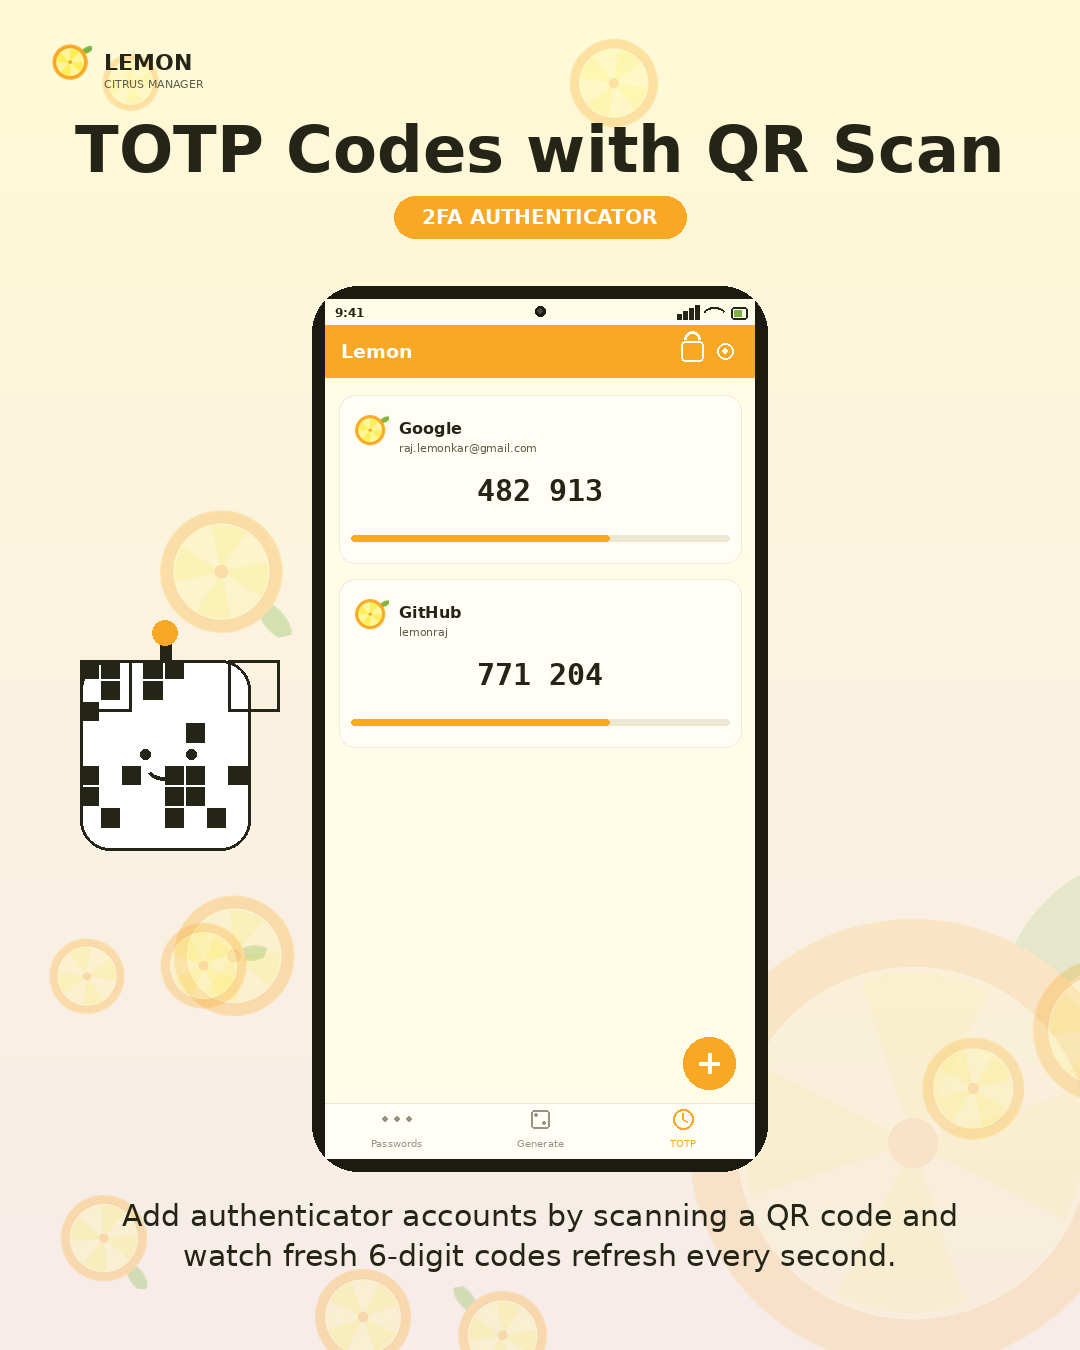 LEMON
CITRUS MANAGER
TOTP Codes with QR Scan
2FA AUTHENTICATOR
9:41
Lemon
Google
raj.lemonkar@gmail.com
482 913
GitHub
lemonraj
771 204
Passwords
Generate
TOTP
Add authenticator accounts by scanning a QR code and
watch fresh 6-digit codes refresh every second.